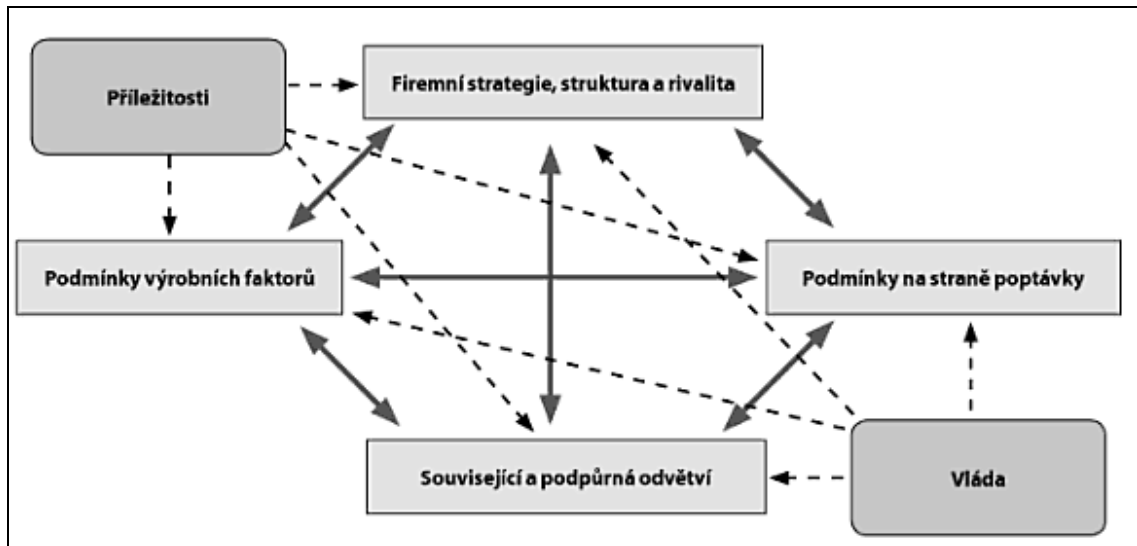 Příležitosti
Firemní strategie, struktura a rivalita
Podmínky výrobních faktorů
Podmínky na straně poptávky
Související a podpůrná odvětví
Vláda